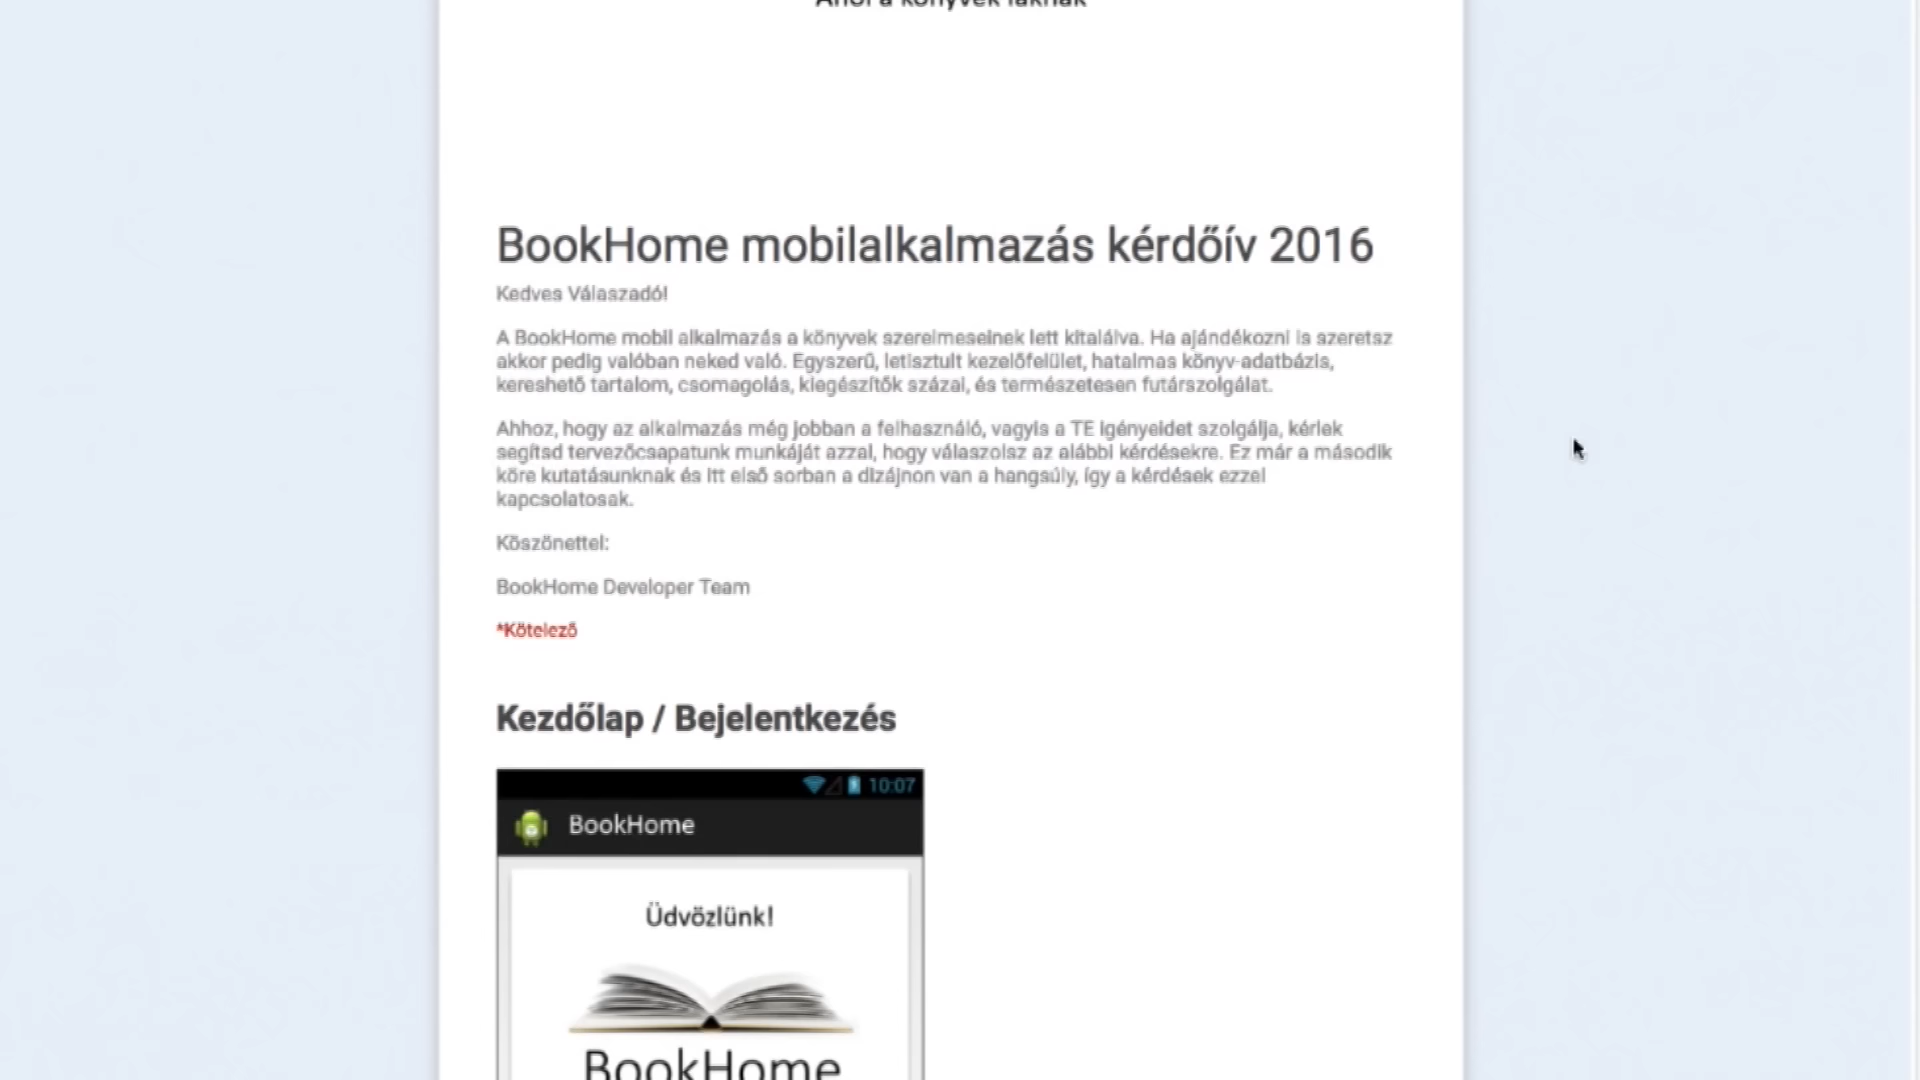 Ahol a könyvek laknak
BookHome mobilalkalmazás kérdőív 2016
Kedves Válaszadó!
A BookHome mobil alkalmazás a könyvek szerelmeseinek lett kitalálva. Ha ajándékozni is szeretsz
akkor pedig valóban neked való. Egyszerű, letisztult kezelőfelület, hatalmas könyv-adatbázis,
kereshető tartalom, csomagolás, kiegészítők százai, és természetesen futárszolgálat.
Ahhoz, hogy az alkalmazás még jobban a felhasználó, vagyis a TE igényeidet szolgálja, kérlek
segítsd tervezőcsapatunk munkáját azzal, hogy válaszolsz az alábbi kérdésekre. Ez már a második
köre kutatásunknak és itt első sorban a dizájnon van a hangsúly, így a kérdések ezzel
kapcsolatosak.
Köszönettel:
BookHome Developer Team
*Kötelező
Kezdőlap / Bejelentkezés
10:07
BookHome
Üdvözlünk!
BookHome